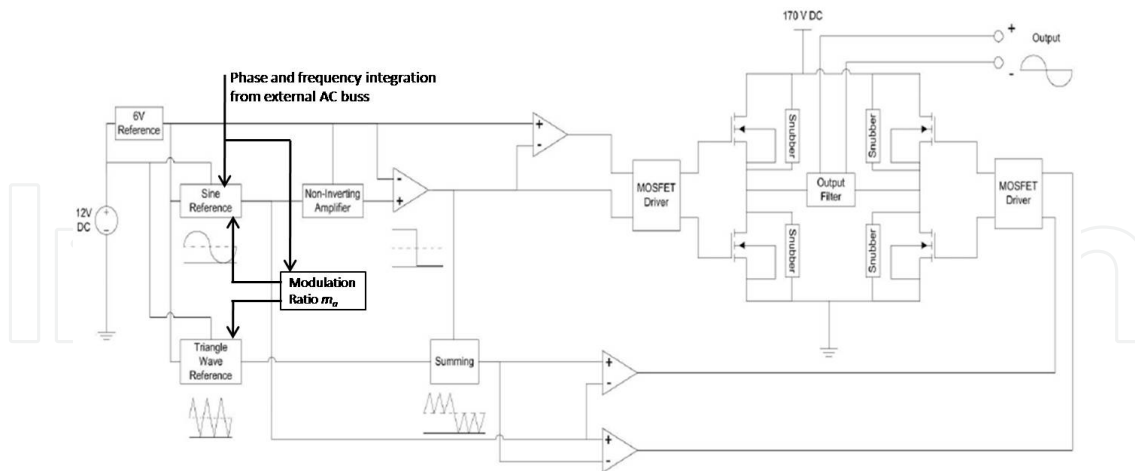 170 V DC
+
Output
-
Phase and frequency integration
from external AC buss
6V
Reference
+
-
Snubber
Snubber
12V
DC
+
-
Sine
Reference
Non-Inverting
Amplifier
-
+
MOSFET
Driver
Output
Filter
MOSFET
Driver
Snubber
Snubber
Modulation
Ratio ma
Triangle
Wave
Reference
Summing
+
-
+
-